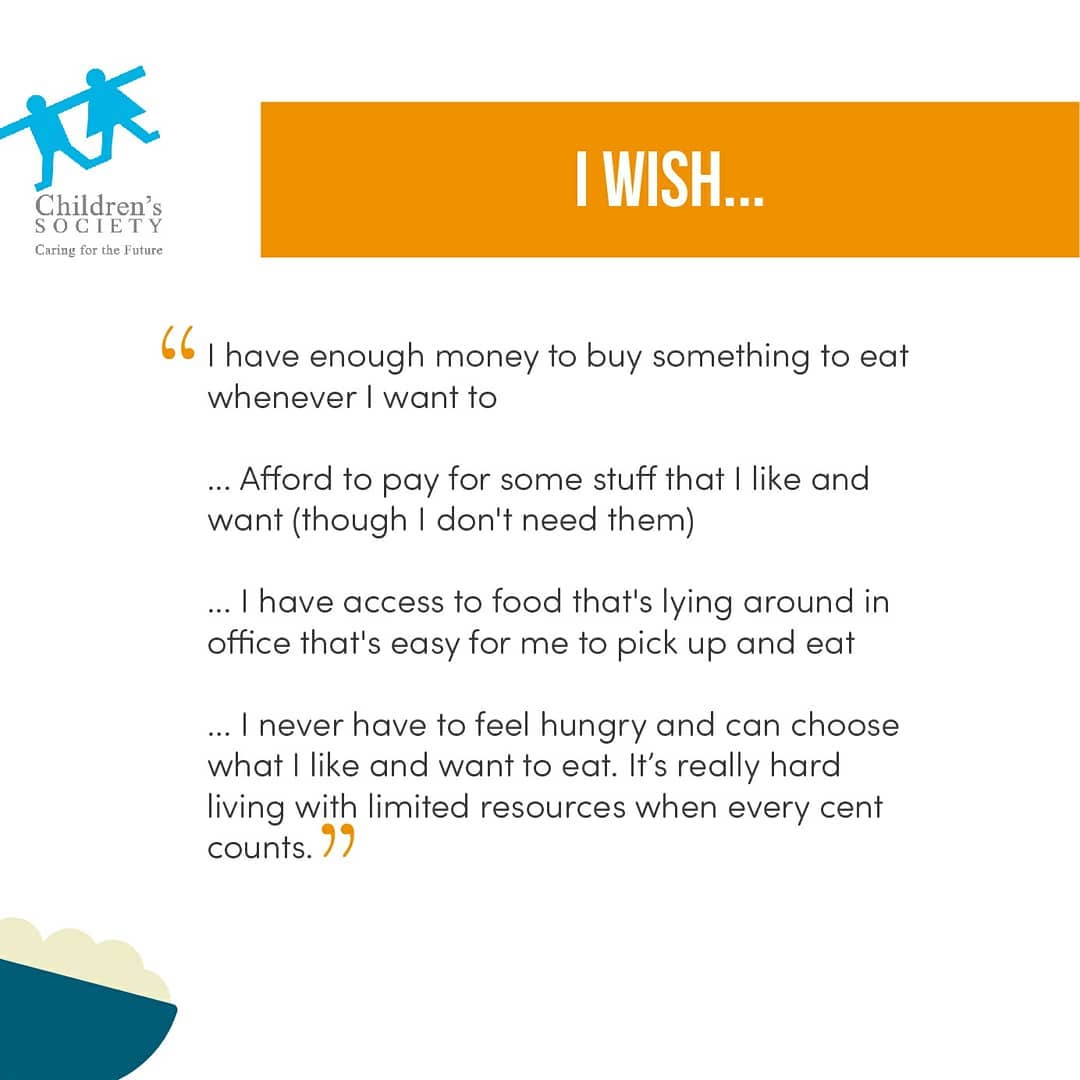 Children's
SOCIETY
Caring for the Future
I WISH...
“ I have enough money to buy something to eat
whenever I want to
... Afford to pay for some stuff that I like and
want (though I don't need them)
... I have access to food that's lying around in
office that's easy for me to pick up and eat
... I never have to feel hungry and can choose
what I like and want to eat. It’s really hard
living with limited resources when every cent
counts. ”